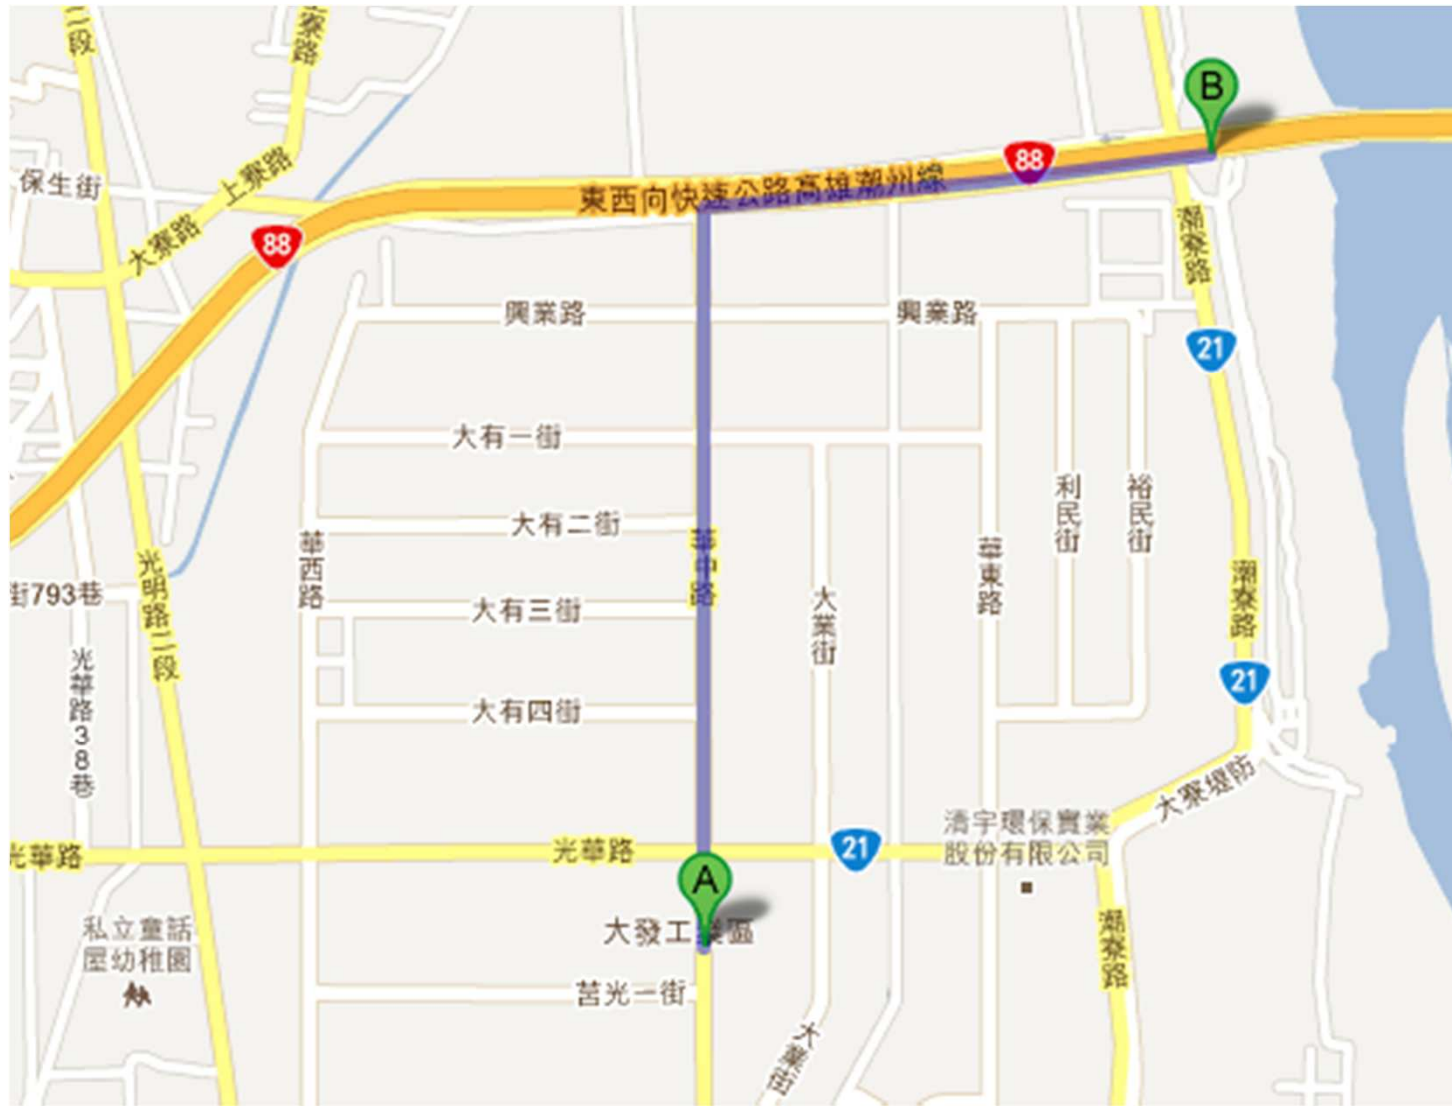 二段
上寮路
B
保生街
上寮路
大寮路
88
88
東西向快速公路高雄潮州線
潮寮路
興業路
興業路
21
大有一街
大有二街
大有三街
大有四街
華西路
華中路
大業街
華東路
利民街
裕民街
潮寮路
21
街793巷
光明路二段
光華路38巷
大寮堤防
清宇環保實業
股份有限公司
光華路
光華路
21
A
大發工業區
私立童話
屋幼稚園
莒光一街
潮寮路
大業街